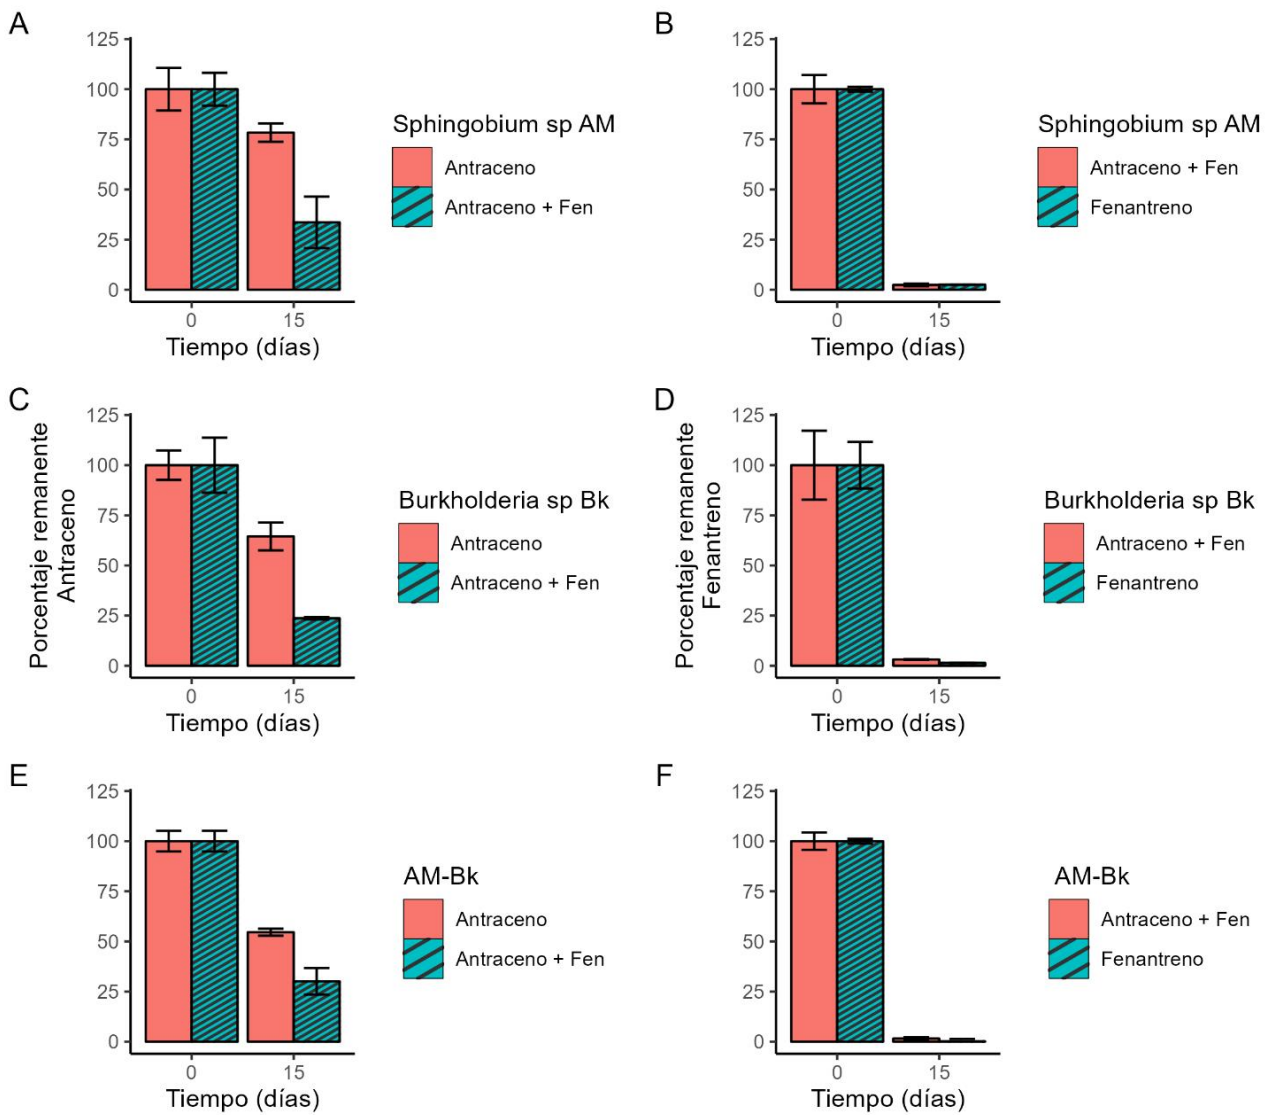 A
125
100
75
50
25
0
0
15
Tiempo (días)
Sphingobium sp AM
Antraceno
Antraceno + Fen
B
125
100
75
50
25
0
0
15
Tiempo (días)
Sphingobium sp AM
Antraceno + Fen
Fenantreno
C
Porcentaje remanente
Antraceno
125
100
75
50
25
0
0
15
Tiempo (días)
Burkholderia sp Bk
Antraceno
Antraceno + Fen
D
Porcentaje remanente
Fenantreno
125
100
75
50
25
0
0
15
Tiempo (días)
Burkholderia sp Bk
Antraceno + Fen
Fenantreno
E
125
100
75
50
25
0
0
15
Tiempo (días)
AM-Bk
Antraceno
Antraceno + Fen
F
125
100
75
50
25
0
0
15
Tiempo (días)
AM-Bk
Antraceno + Fen
Fenantreno